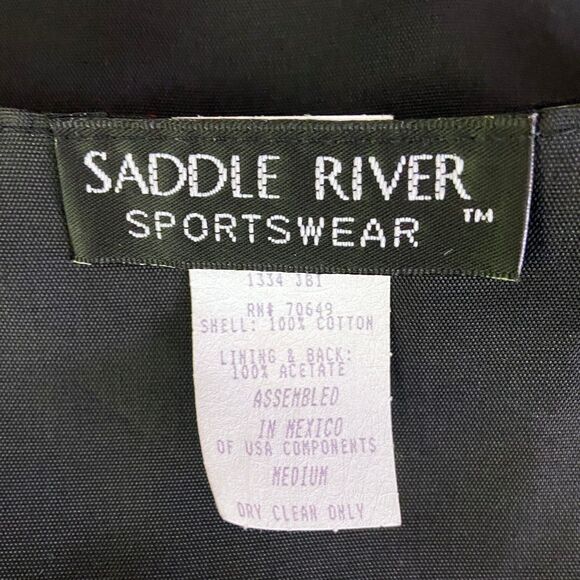 SADDLE RIVER
SPORTSWEAR ™
1334 JBI
RN# 70649
SHELL: 100% COTTON
LINING & BACK:
100% ACETATE
ASSEMBLED
IN MEXICO
OF USA COMPONENTS
MEDIUM
DRY CLEAN ONLY